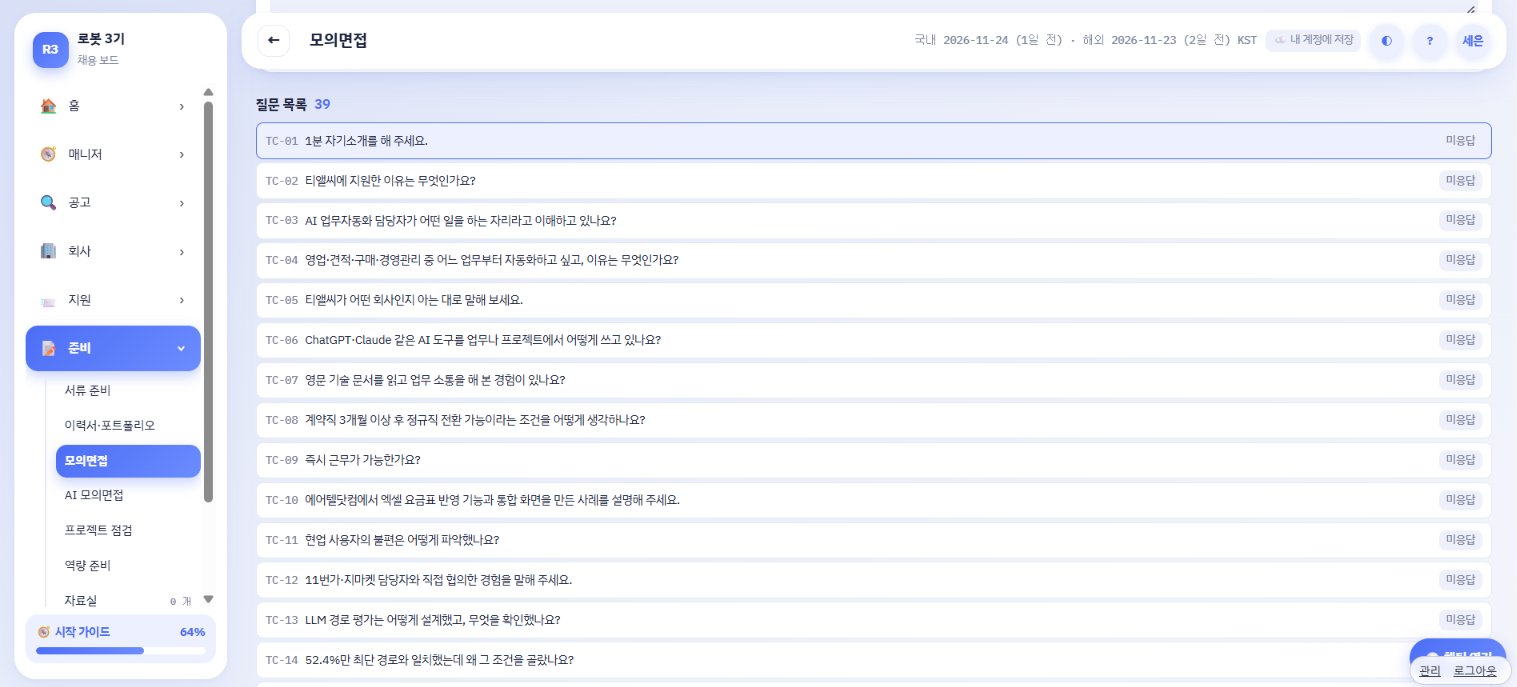 R3
로봇 3기
채용 보드
홈
매니저
공고
회사
지원
준비
서류 준비
이력서·포트폴리오
모의면접
AI 모의면접
프로젝트 점검
역량 준비
자료실 0 개
시작 가이드 64%
← 모의면접
국내 2026-11-24 (1일 전) · 해외 2026-11-23 (2일 전) KST
내 계정에 저장
?
세은
질문 목록 39
TC-01 1분 자기소개를 해 주세요. 미응답
TC-02 티앨씨에 지원한 이유는 무엇인가요? 미응답
TC-03 AI 업무자동화 담당자가 어떤 일을 하는 자리라고 이해하고 있나요? 미응답
TC-04 영업·견적·구매·경영관리 중 어느 업무부터 자동화하고 싶고, 이유는 무엇인가요? 미응답
TC-05 티앨씨가 어떤 회사인지 아는 대로 말해 보세요. 미응답
TC-06 ChatGPT·Claude 같은 AI 도구를 업무나 프로젝트에서 어떻게 쓰고 있나요? 미응답
TC-07 영문 기술 문서를 읽고 업무 소통을 해 본 경험이 있나요? 미응답
TC-08 계약직 3개월 이상 후 정규직 전환 가능이라는 조건을 어떻게 생각하나요? 미응답
TC-09 즉시 근무가 가능한가요? 미응답
TC-10 에어텔닷컴에서 엑셀 요금표 반영 기능과 통합 화면을 만든 사례를 설명해 주세요. 미응답
TC-11 현업 사용자의 불편은 어떻게 파악했나요? 미응답
TC-12 11번가·지마켓 담당자와 직접 협의한 경험을 말해 주세요. 미응답
TC-13 LLM 경로 평가는 어떻게 설계했고, 무엇을 확인했나요? 미응답
TC-14 52.4%만 최단 경로와 일치했는데 왜 그 조건을 골랐나요?
관리 로그아웃